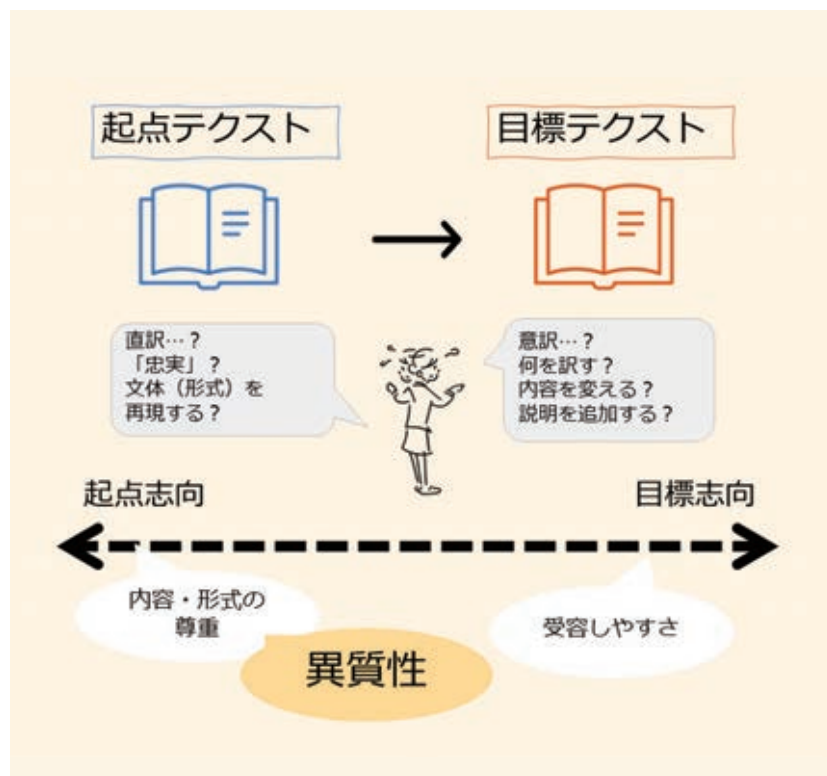 起点テクスト
目標テクスト
直訳…？
「忠実」？
文体（形式）を
再現する？
意訳…？
何を訳す？
内容を変える？
説明を追加する？
起点志向
目標志向
内容・形式の
尊重
受容しやすさ
異質性